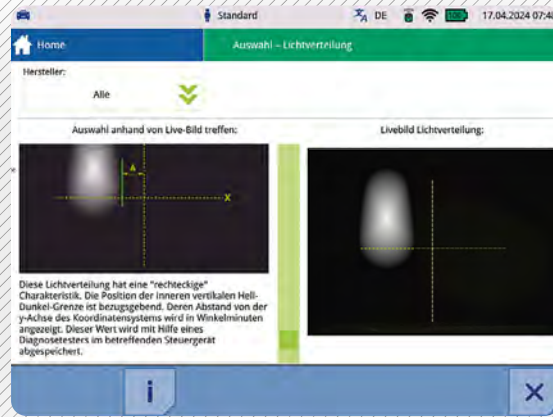 Standard
DE
100
17.04.2024 07:48
Home
Auswahl – Lichtverteilung
Hersteller:
Alle
Auswahl anhand von Live-Bild treffen:
Livebild Lichtverteilung:
A
X
Diese Lichtverteilung hat eine "rechteckige"
Charakteristik. Die Position der inneren vertikalen Hell-
Dunkel-Grenze ist bezugsgebend. Deren Abstand von der
y-Achse des Koordinatensystems wird in Winkelminuten
angezeigt. Dieser Wert wird mit Hilfe eines
Diagnosetesters im betreffenden Steuergerät
abgespeichert.
i